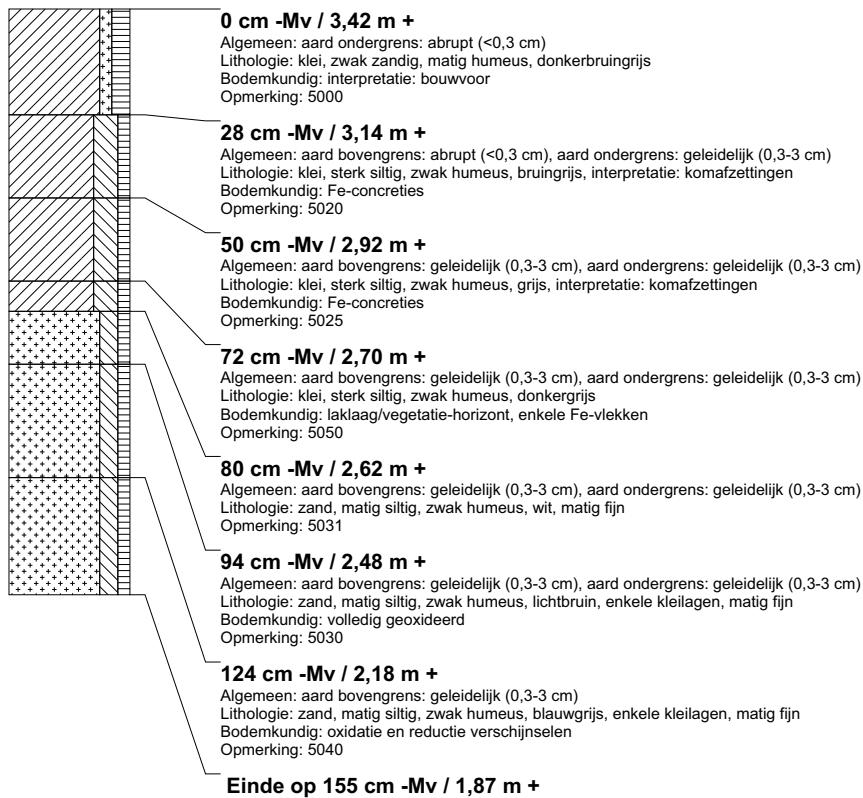 0 cm -Mv / 3,42 m +
Algemeen: aard ondergrens: abrupt (<0,3 cm)
Lithologie: klei, zwak zandig, matig humeus, donkerbruingrijs
Bodemkundig: interpretatie: bouwvoor
Opmerking: 5000
28 cm -Mv / 3,14 m +
Algemeen: aard bovengrens: abrupt (<0,3 cm), aard ondergrens: geleidelijk (0,3-3 cm)
Lithologie: klei, sterk siltig, zwak humeus, bruingrijs, interpretatie: komafzettingen
Bodemkundig: Fe-concreties
Opmerking: 5020
50 cm -Mv / 2,92 m +
Algemeen: aard bovengrens: geleidelijk (0,3-3 cm), aard ondergrens: geleidelijk (0,3-3 cm)
Lithologie: klei, sterk siltig, zwak humeus, grijs, interpretatie: komafzettingen
Bodemkundig: Fe-concreties
Opmerking: 5025
72 cm -Mv / 2,70 m +
Algemeen: aard bovengrens: geleidelijk (0,3-3 cm), aard ondergrens: geleidelijk (0,3-3 cm)
Lithologie: klei, sterk siltig, zwak humeus, donkergrijs
Bodemkundig: laklaag/vegetatie-horizont, enkele Fe-vlekken
Opmerking: 5050
80 cm -Mv / 2,62 m +
Algemeen: aard bovengrens: geleidelijk (0,3-3 cm), aard ondergrens: geleidelijk (0,3-3 cm)
Lithologie: zand, matig siltig, zwak humeus, wit, matig fijn
Opmerking: 5031
94 cm -Mv / 2,48 m +
Algemeen: aard bovengrens: geleidelijk (0,3-3 cm), aard ondergrens: geleidelijk (0,3-3 cm)
Lithologie: zand, matig siltig, zwak humeus, lichtbruin, enkele kleilagen, matig fijn
Bodemkundig: volledig geoxideerd
Opmerking: 5030
124 cm -Mv / 2,18 m +
Algemeen: aard bovengrens: geleidelijk (0,3-3 cm)
Lithologie: zand, matig siltig, zwak humeus, blauwgrijs, enkele kleilagen, matig fijn
Bodemkundig: oxidatie en reductie verschijnselen
Opmerking: 5040
Einde op 155 cm -Mv / 1,87 m +